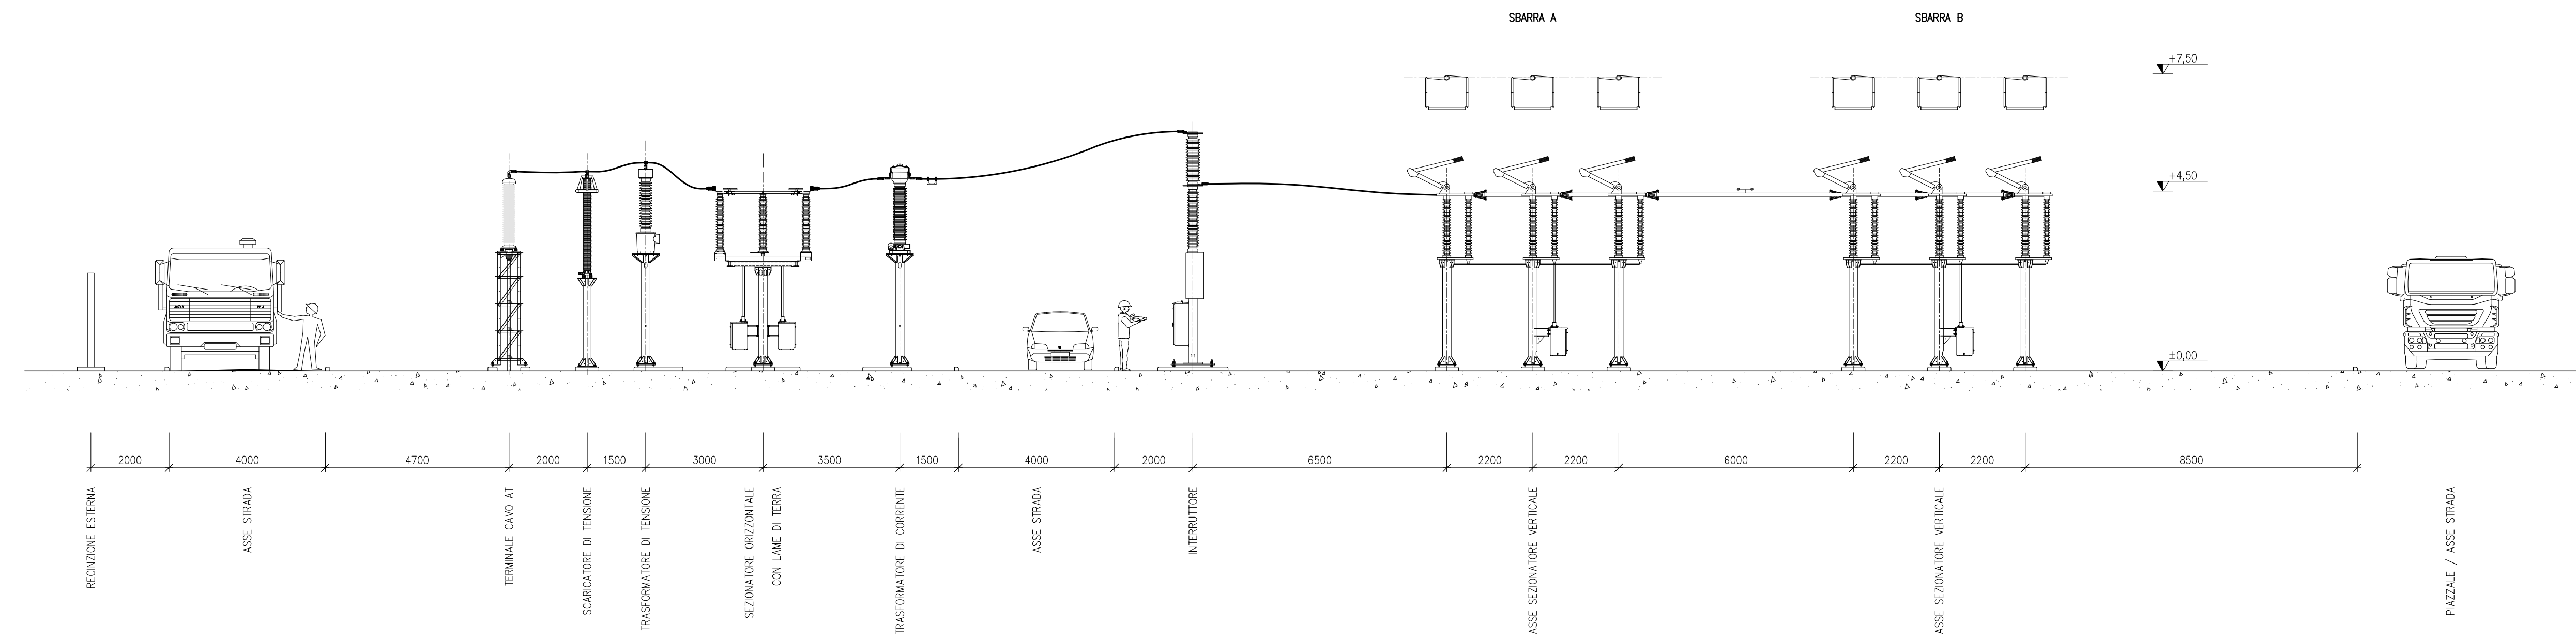 SBARRA A
SBARRA B
+7,50
+4,50
±0,00
2000
4000
4700
2000
1500
3000
3500
1500
4000
2000
6500
2200
2200
6000
2200
2200
8500
RECINZIONE ESTERNA
ASSE STRADA
TERMINALE CAVO AT
SCARICATORE DI TENSIONE
TRASFORMATORE DI TENSIONE
SEZIONATORE ORIZZONTALE
CON LAME DI TERRA
TRASFORMATORE DI CORRENTE
ASSE STRADA
INTERRUTTORE
ASSE SEZIONATORE VERTICALE
ASSE SEZIONATORE VERTICALE
PIAZZALE / ASSE STRADA